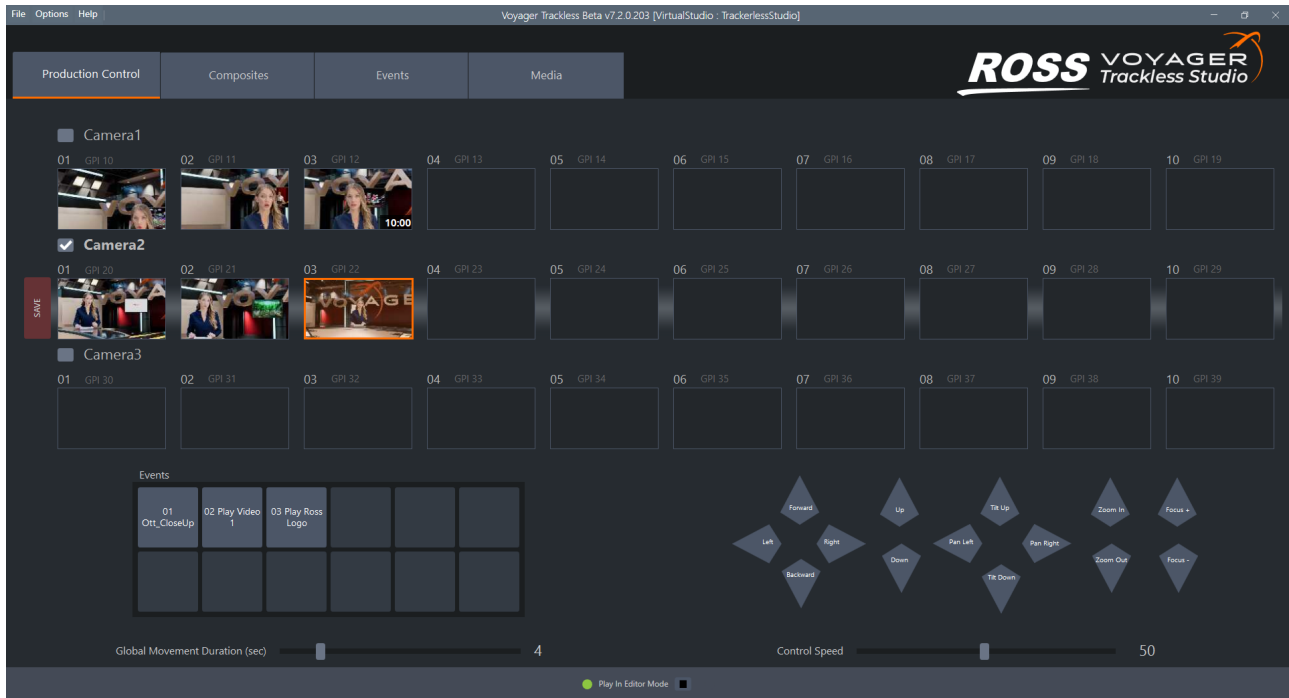 File Options Help Voyager Trackless Beta v7.2.0.203 [VirtualStudio : TrackerlessStudio]
Production Control Composites Events Media
ROSS VOYAGER
Trackless Studio
Camera1
01 GPI 10 02 GPI 11 03 GPI 12 04 GPI 13 05 GPI 14 06 GPI 15 07 GPI 16 08 GPI 17 09 GPI 18 10 GPI 19
10:00
Camera2
01 GPI 20 02 GPI 21 03 GPI 22 04 GPI 23 05 GPI 24 06 GPI 25 07 GPI 26 08 GPI 27 09 GPI 28 10 GPI 29
SAVE
VOYAGE
Camera3
01 GPI 30 02 GPI 31 03 GPI 32 04 GPI 33 05 GPI 34 06 GPI 35 07 GPI 36 08 GPI 37 09 GPI 38 10 GPI 39
Events
01
Ott_CloseUp
02 Play Video
1
03 Play Ross
Logo
Forward
Left
Right
Backward
Up
Down
Tilt Up
Pan Left
Pan Right
Tilt Down
Zoom In
Zoom Out
Focus +
Focus -
Global Movement Duration (sec) 4
Control Speed 50
Play In Editor Mode